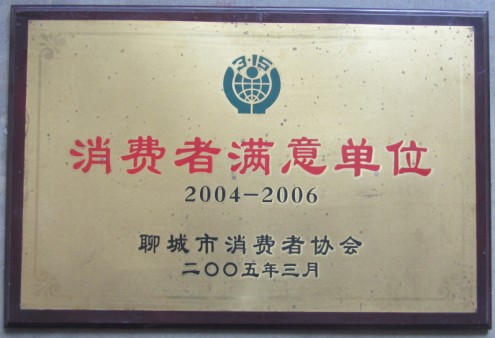 3·15
消费者满意单位
2004-2006
聊城市消费者协会
二〇〇五年三月